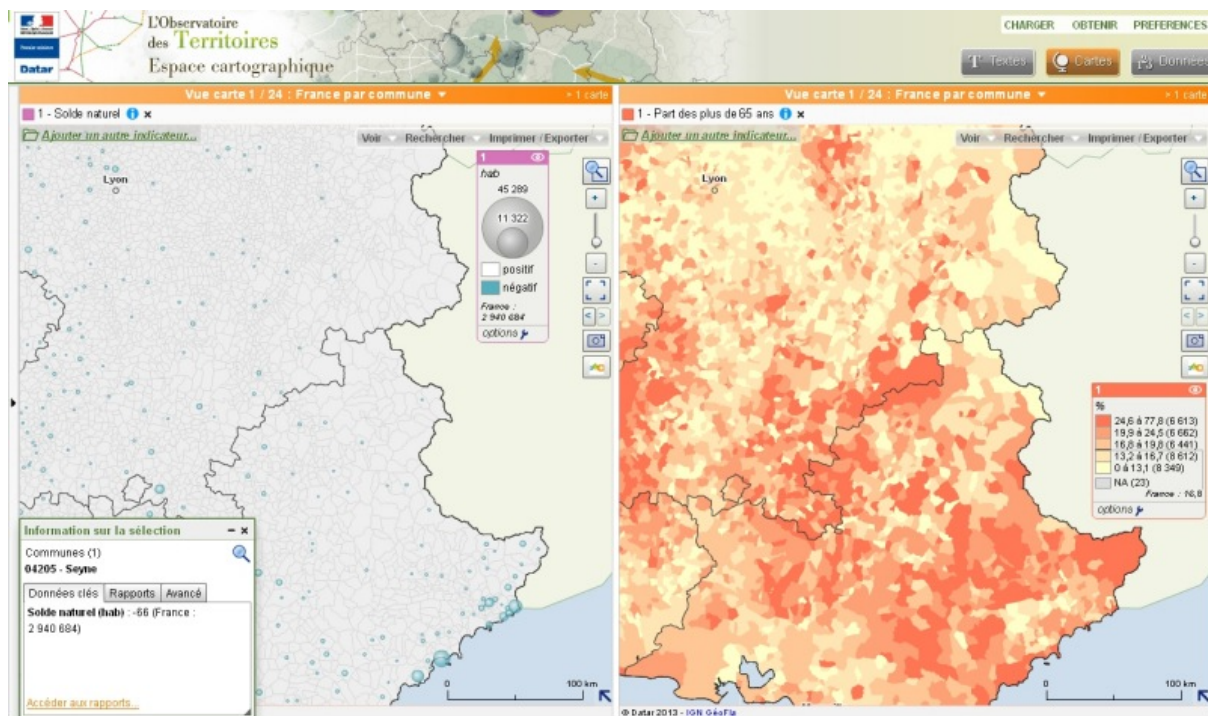 L'Observatoire
des Territoires
Espace cartographique
Datar
CHARGER OBTENIR PREFERENCES
Textes Cartes Données
Vue carte 1 / 24 : France par commune
» 1 carte
1 - Solde naturel
Ajouter un autre indicateur...
Voir Rechercher Imprimer / Exporter
Lyon
1
hab
45 289
11 322
positif
négatif
France :
2 940 684
options
Information sur la sélection
Communes (1)
04205 - Seyne
Données clés Rapports Avancé
Solde naturel (hab) : -66 (France :
2 940 684)
Accéder aux rapports...
0 100 km
Vue carte 1 / 24 : France par commune
» 1 carte
1 - Part des plus de 65 ans
Ajouter un autre indicateur...
Voir Rechercher Imprimer / Exporter
Lyon
1
%
24,6 à 77,8 (6 613)
19,9 à 24,5 (6 662)
16,8 à 19,8 (6 441)
13,2 à 16,7 (8 612)
0 à 13,1 (8 349)
NA (23)
France : 16,8
options
0 100 km
© Datar 2013 - IGN GéoFla